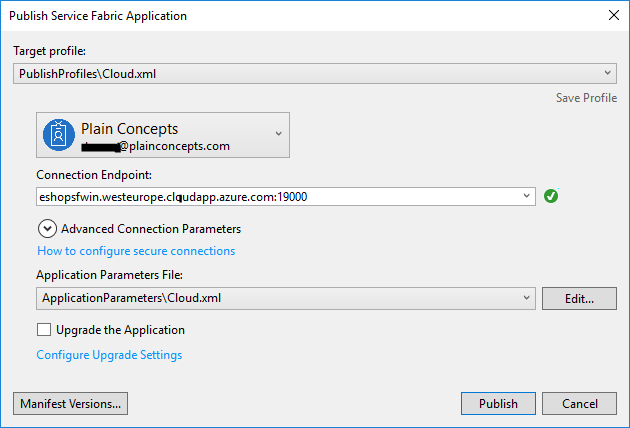 Publish Service Fabric Application
Target profile:
PublishProfiles\Cloud.xml
Save Profile
Plain Concepts
@plainconcepts.com
Connection Endpoint:
eshopsfwin.westeurope.cloudapp.azure.com:19000
Advanced Connection Parameters
How to configure secure connections
Application Parameters File:
ApplicationParameters\Cloud.xml
Edit...
Upgrade the Application
Configure Upgrade Settings
Manifest Versions...
Publish
Cancel